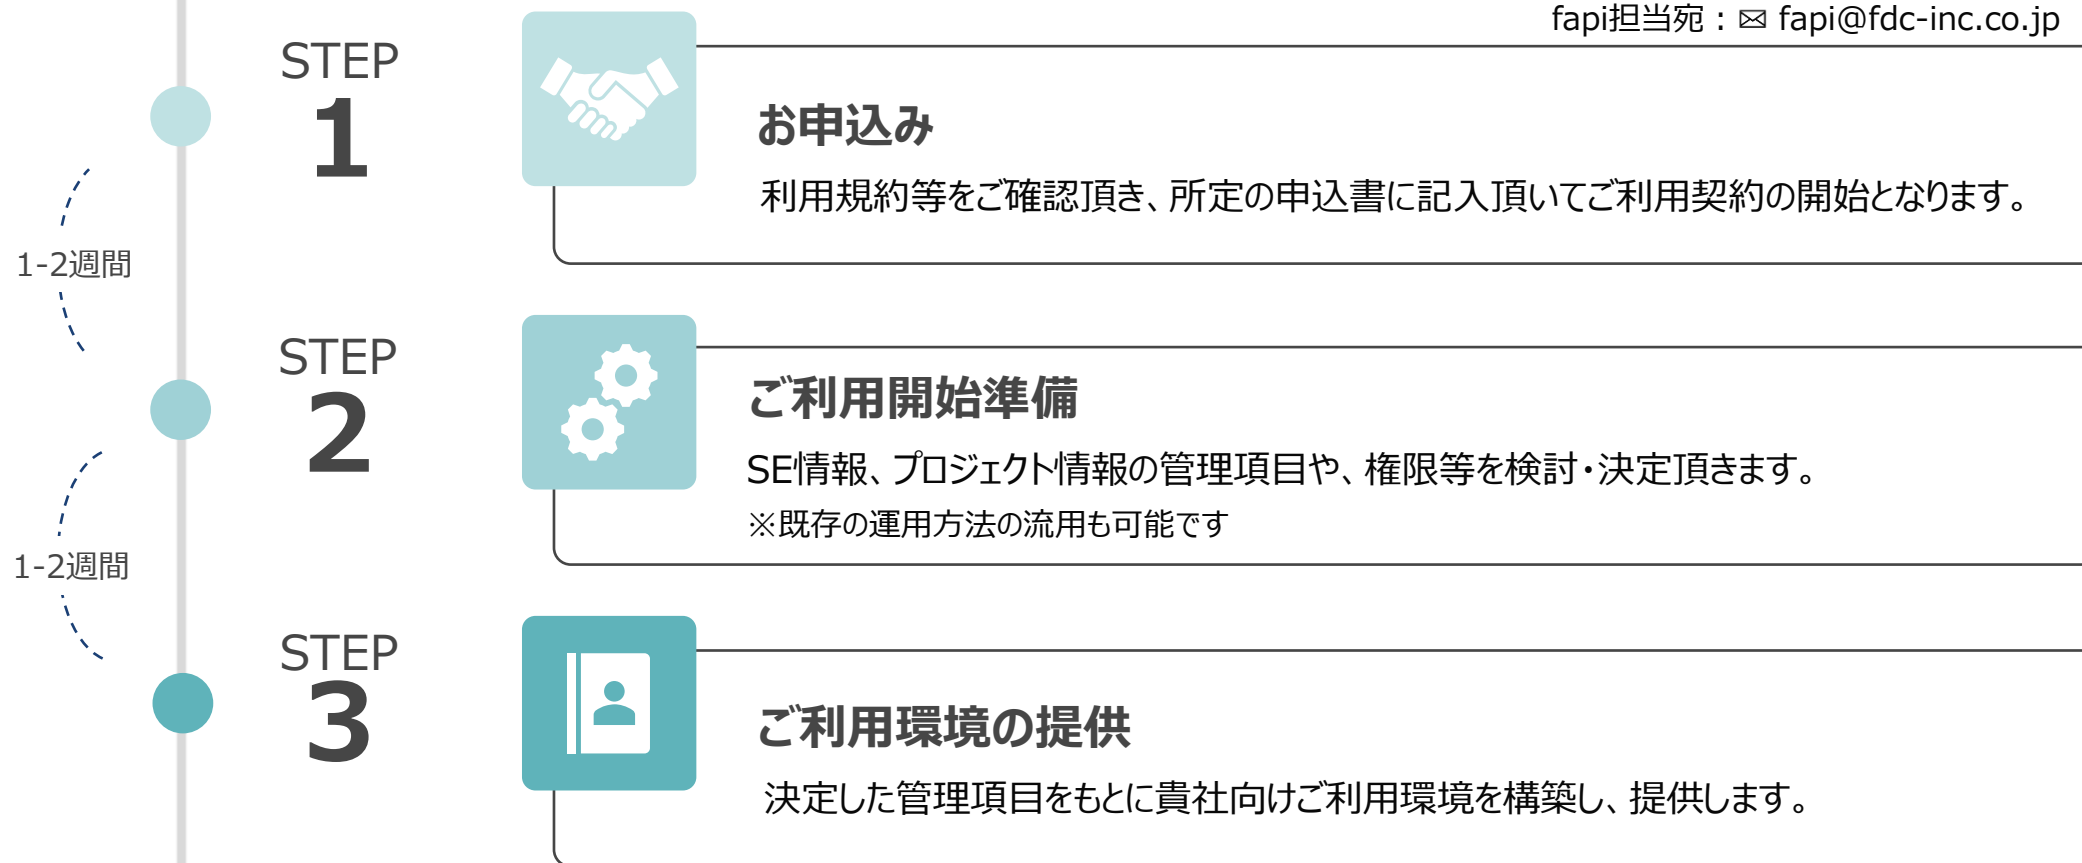 fapi担当宛：✉ fapi@fdc-inc.co.jp
STEP
1
お申込み
利用規約等をご確認頂き、所定の申込書に記入頂いてご利用契約の開始となります。
1-2週間
STEP
2
ご利用開始準備
SE情報、プロジェクト情報の管理項目や、権限等を検討・決定頂きます。
※既存の運用方法の流用も可能です
1-2週間
STEP
3
ご利用環境の提供
決定した管理項目をもとに貴社向けご利用環境を構築し、提供します。